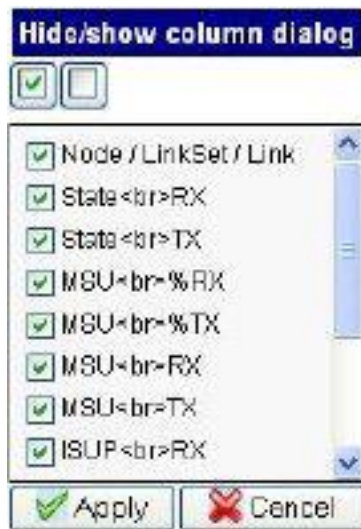 Hide/show column dialog
Node / LinkSet / Link
State<br>RX
State<br>TX
MSU<br>%RX
MSU<br>%TX
MSU<br>RX
MSU<br>TX
ISUP<br>RX
Apply Cancel